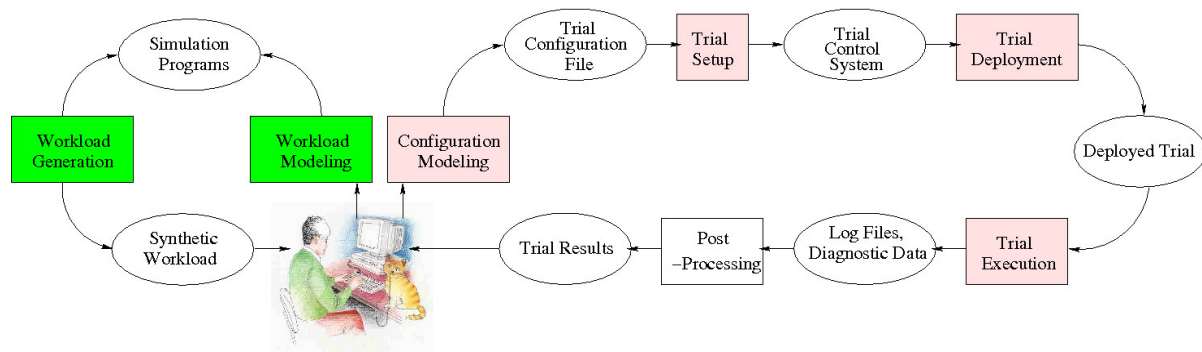 Simulation
Programs
Workload
Generation
Workload
Modeling
Synthetic
Workload
Configuration
Modeling
Trial
Configuration
File
Trial
Setup
Trial
Control
System
Trial
Deployment
Deployed Trial
Trial
Execution
Log Files,
Diagnostic Data
Post
–Processing
Trial Results